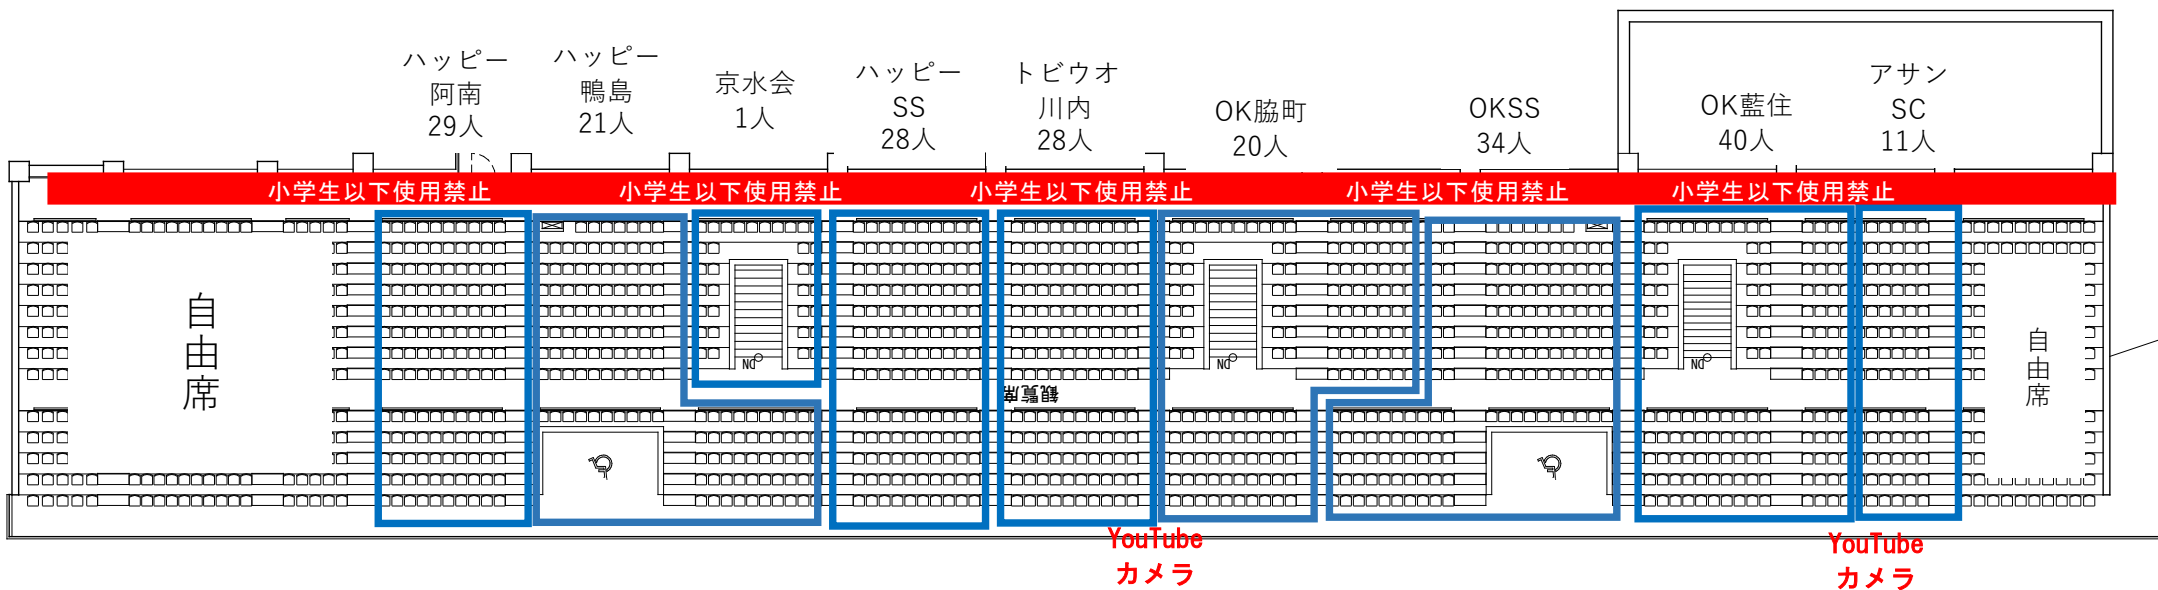 ハッピー
阿南
29人
ハッピー
鴨島
21人
京水会
1人
ハッピー
SS
28人
トビウオ
川内
28人
OK脇町
20人
OKSS
34人
OK藍住
40人
アサン
SC
11人
小学生以下使用禁止
小学生以下使用禁止
小学生以下使用禁止
小学生以下使用禁止
小学生以下使用禁止
自由席
DN
DN
DN
観覧席
自由席
YouTube
カメラ
YouTube
カメラ